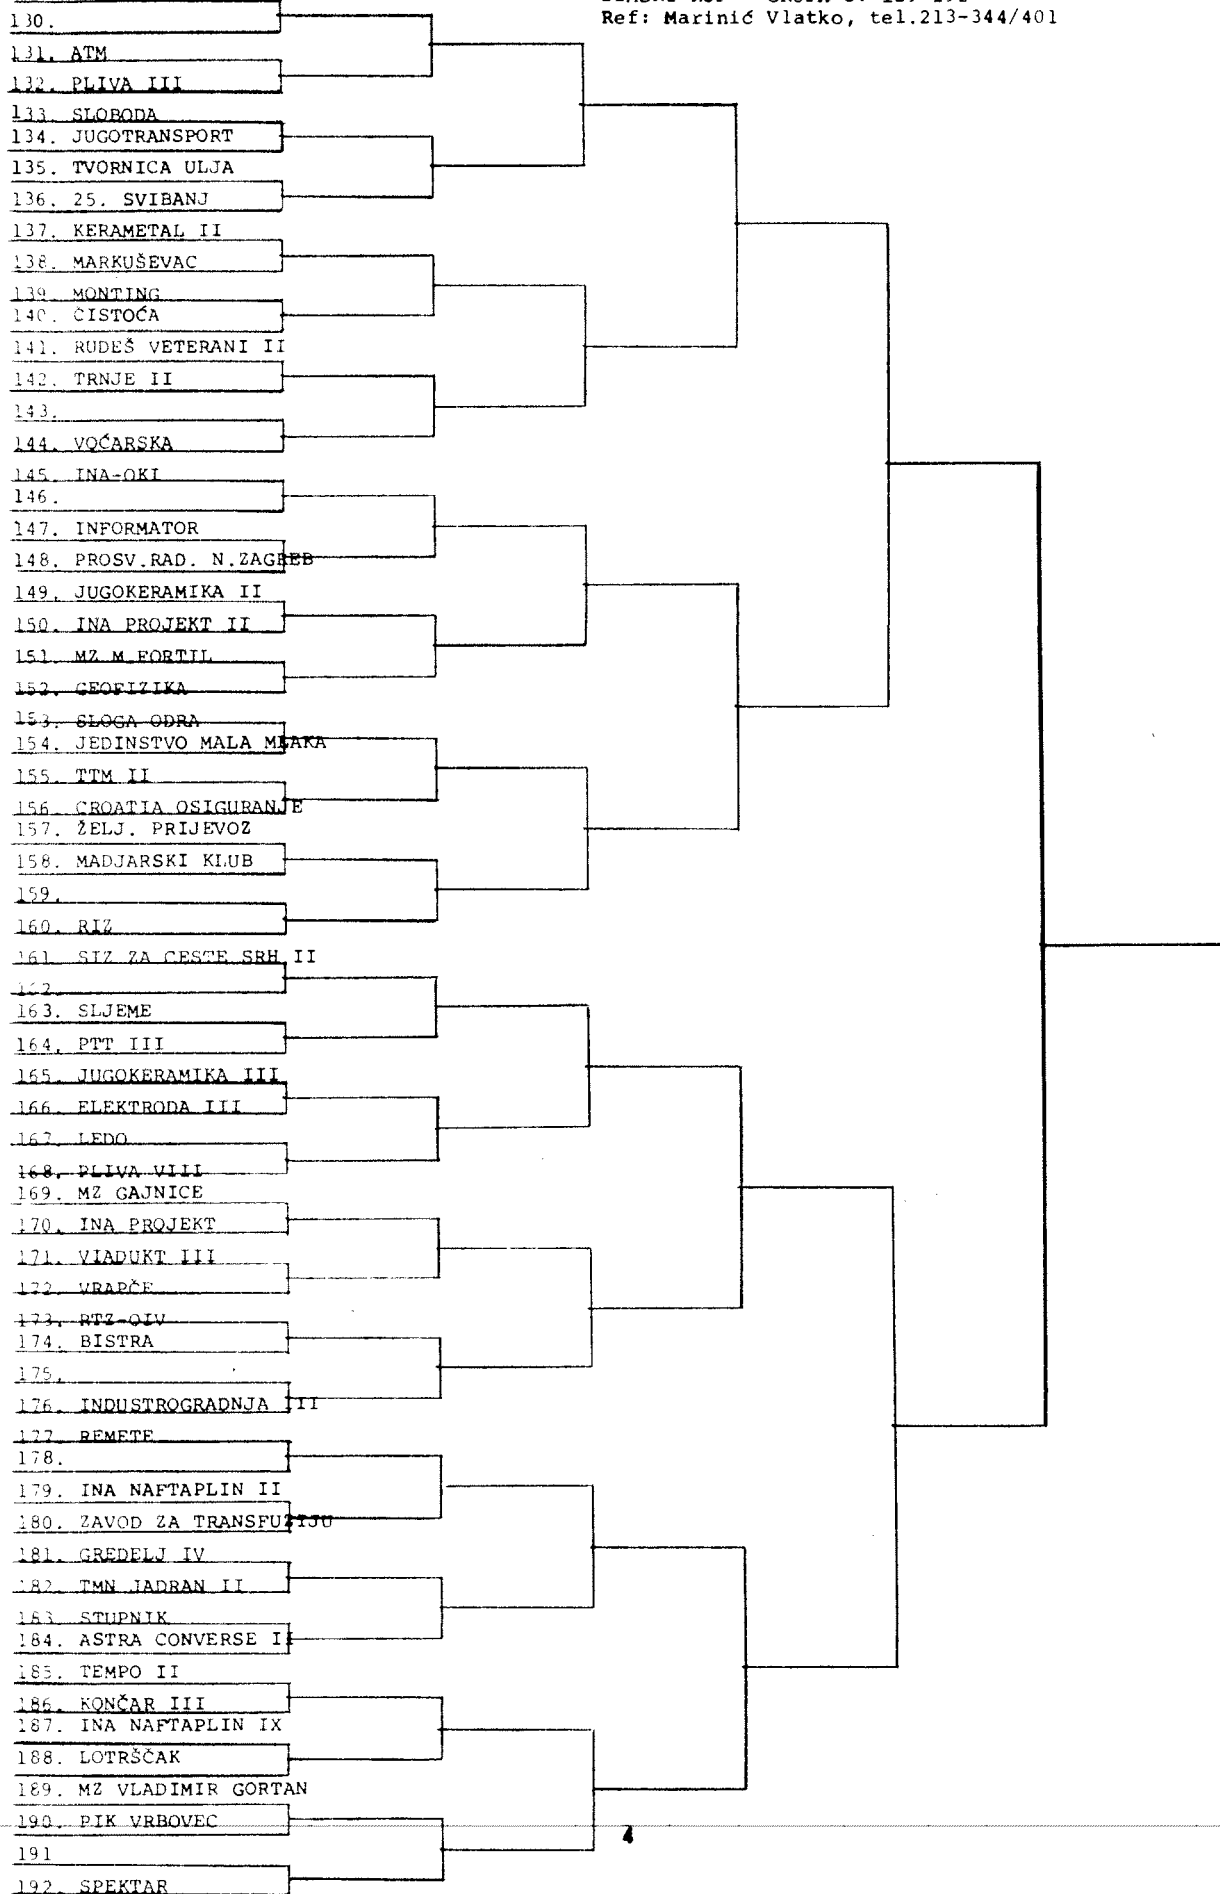 Ref: Marinić Vlatko, tel.213-344/401
130.
131. ATM
132. PLIVA III
133. SLOBODA
134. JUGOTRANSPORT
135. TVORNICA ULJA
136. 25. SVIBANJ
137. KERAMETAL II
138. MARKUŠEVAC
139. MONTING
140. ČISTOĆA
141. RUDEŠ VETERANI II
142. TRNJE II
143.
144. VOĆARSKA
145. INA-OKI
146.
147. INFORMATOR
148. PROSV.RAD. N.ZAGREB
149. JUGOKERAMIKA II
150. INA PROJEKT II
151. MZ M.FORTIL
152. GEOFIZIKA
153. SLOGA ODRA
154. JEDINSTVO MALA MLAKA
155. TTM II
156. CROATIA OSIGURANJE
157. ŽELJ. PRIJEVOZ
158. MADJARSKI KLUB
159.
160. RIZ
161. SIZ ZA CESTE SRH II
162.
163. SLJEME
164. PTT III
165. JUGOKERAMIKA III
166. ELEKTRODA III
167. LEDO
168. PLIVA VIII
169. MZ GAJNICE
170. INA PROJEKT
171. VIADUKT III
172. VRAPČE
173. RTZ-OIV
174. BISTRA
175.
176. INDUSTROGRADNJA III
177. REMETE
178.
179. INA NAFTAPLIN II
180. ZAVOD ZA TRANSFUZIJU
181. GREDELJ IV
182. TMN JADRAN II
183. STUPNIK
184. ASTRA CONVERSE II
185. TEMPO II
186. KONČAR III
187. INA NAFTAPLIN IX
188. LOTRŠČAK
189. MZ VLADIMIR GORTAN
190. PIK VRBOVEC
4
191
192. SPEKTAR